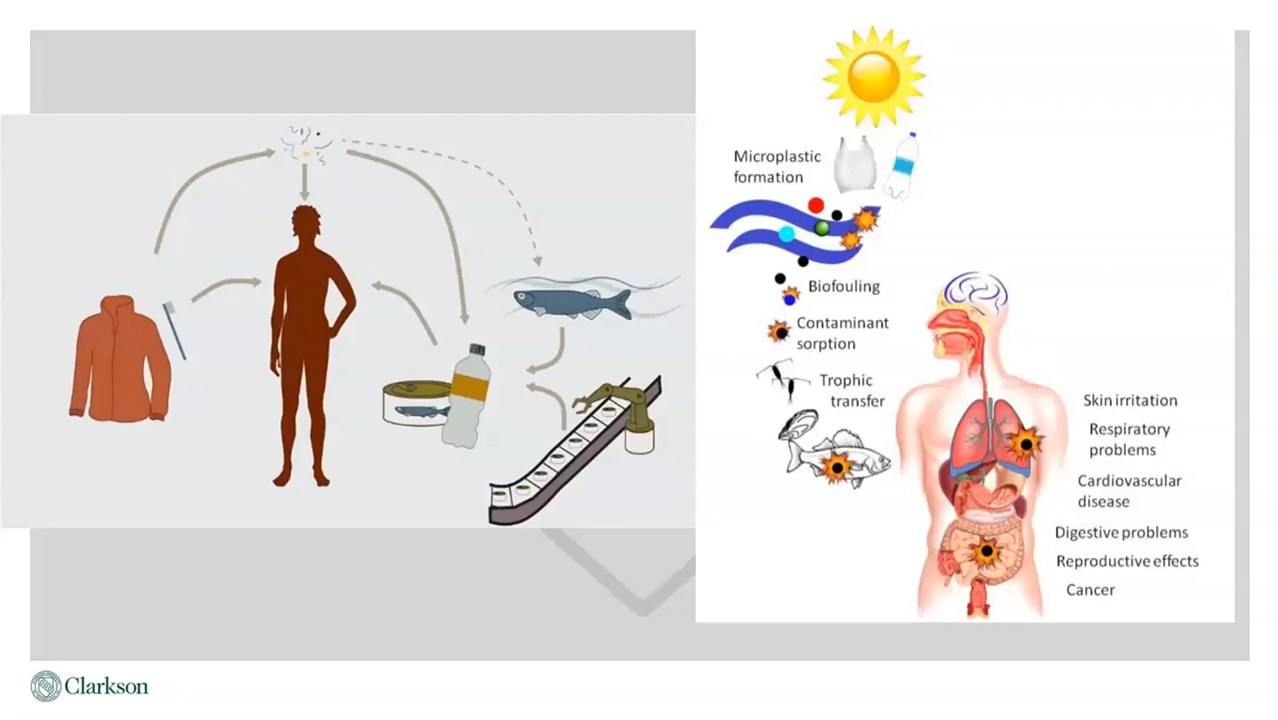 Microplastic
formation
Biofouling
Contaminant
sorption
Trophic
transfer
Skin irritation
Respiratory
problems
Cardiovascular
disease
Digestive problems
Reproductive effects
Cancer
Clarkson